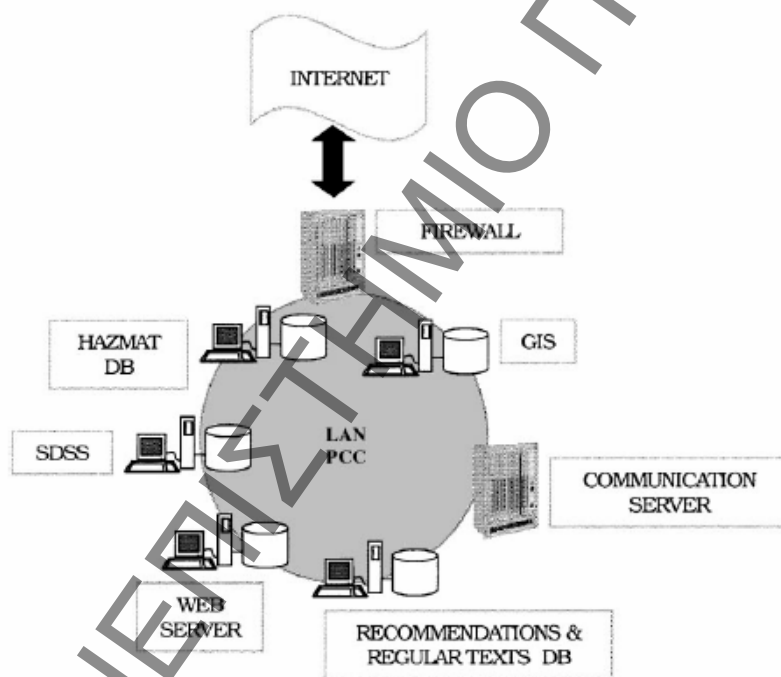 INTERNET
FIREWALL
HAZMAT
DB
GIS
SDSS
LAN
PCC
COMMUNICATION
SERVER
WEB
SERVER
RECOMMENDATIONS &
REGULAR TEXTS DB